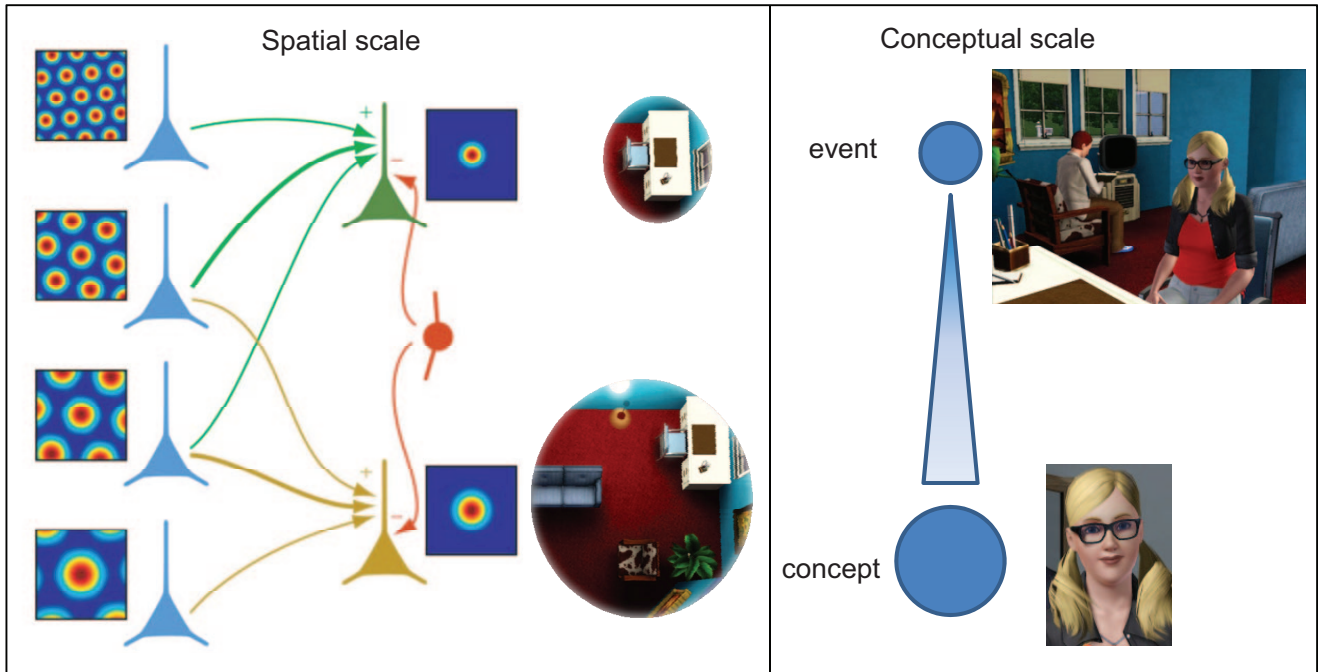 Spatial scale
+
−
+
−
Conceptual scale
event
concept